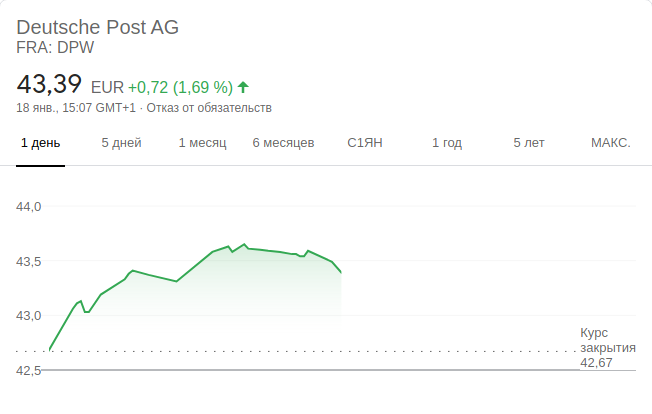 Deutsche Post AG
FRA: DPW
43,39 EUR +0,72 (1,69 %)
18 янв., 15:07 GMT+1 · Отказ от обязательств
1 день 5 дней 1 месяц 6 месяцев С1ЯН 1 год 5 лет МАКС.
44,0
43,5
43,0
Курс
закрытия
42,67
42,5